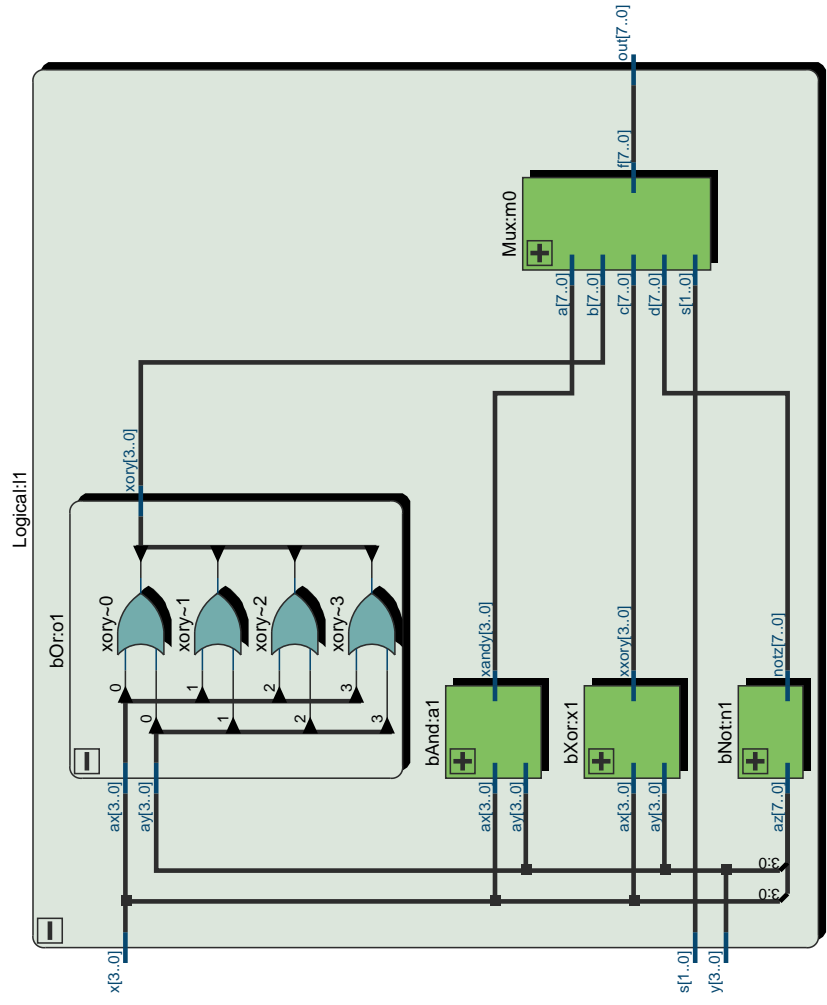 Logical:l1
out[7..0]
f[7..0]
Mux:m0
a[7..0]
b[7..0]
c[7..0]
d[7..0]
s[1..0]
xory[3..0]
bOr:o1
xory~0
xory~1
xory~2
xory~3
0
1
2
3
0
1
2
3
ax[3..0]
ay[3..0]
bAnd:a1
xandy[3..0]
ax[3..0]
ay[3..0]
bXor:x1
xxory[3..0]
ax[3..0]
ay[3..0]
bNot:n1
notz[7..0]
az[7..0]
3:0
3:0
x[3..0]
s[1..0]
y[3..0]